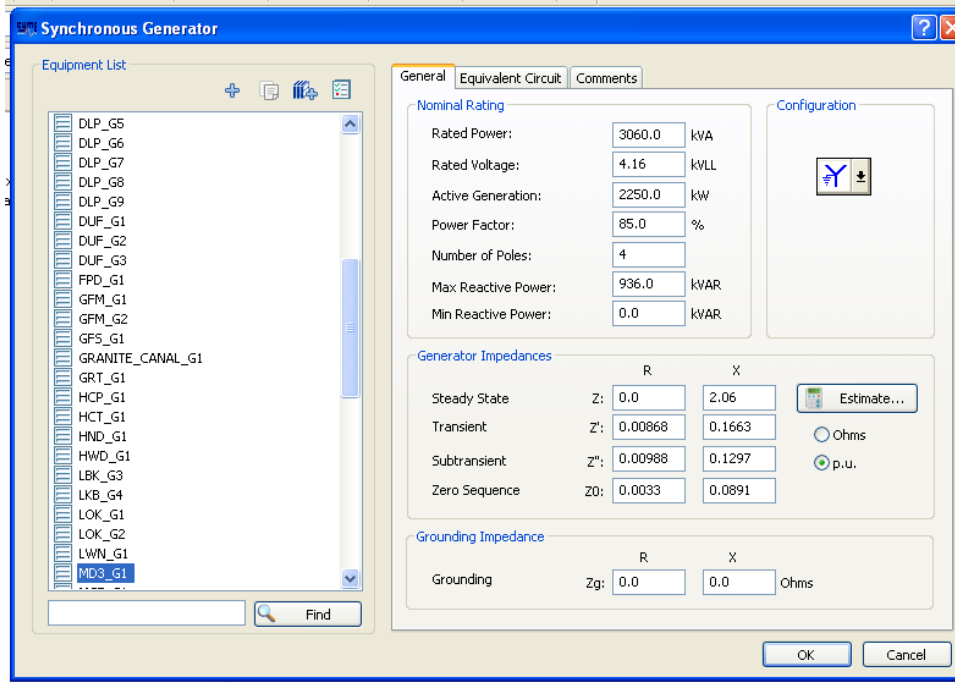 Synchronous Generator
Equipment List
DLP_G5
DLP_G6
DLP_G7
DLP_G8
DLP_G9
DUF_G1
DUF_G2
DUF_G3
FPD_G1
GFM_G1
GFM_G2
GFS_G1
GRANITE_CANAL_G1
GRT_G1
HCP_G1
HCT_G1
HND_G1
HWD_G1
LBK_G3
LKB_G4
LOK_G1
LOK_G2
LWN_G1
MD3_G1
Find
General Equivalent Circuit Comments
Nominal Rating
Rated Power: 3060.0 kVA
Rated Voltage: 4.16 kVLL
Active Generation: 2250.0 kW
Power Factor: 85.0 %
Number of Poles: 4
Max Reactive Power: 936.0 kVAR
Min Reactive Power: 0.0 kVAR
Configuration
Generator Impedances
R X
Steady State Z: 0.0 2.06
Transient Z': 0.00868 0.1663
Subtransient Z": 0.00988 0.1297
Zero Sequence Z0: 0.0033 0.0891
Estimate...
Ohms
p.u.
Grounding Impedance
R X
Grounding Zg: 0.0 0.0 Ohms
OK Cancel